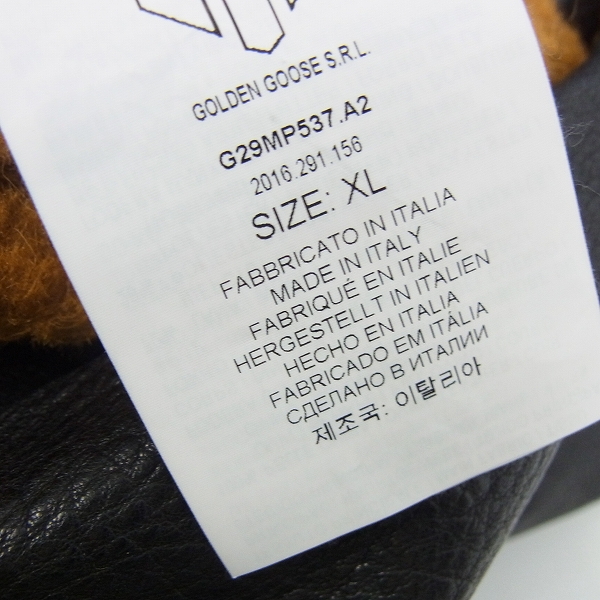 GOLDEN GOOSE S.R.L.
G29MP537.A2
2016.291.156
SIZE: XL
FABBRICATO IN ITALIA
MADE IN ITALY
FABRIQUÉ EN ITALIE
HERGESTELLT IN ITALIEN
HECHO EN ITALIA
FABRICADO EM ITÁLIA
СДЕЛАНО В ИТАЛИИ
제조국: 이탈리아